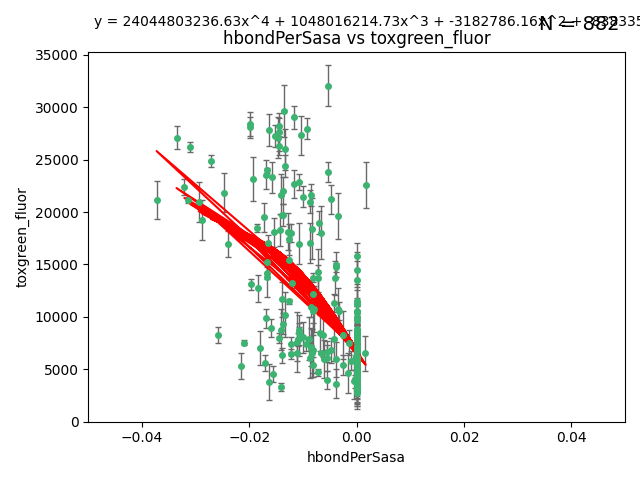 y = 24044803236.63x^4 + 1048016214.73x^3 + -3182786.16x^2 +
N = 882
hbondPerSasa vs toxgreen_fluor
35000
30000
25000
20000
15000
10000
5000
0
toxgreen_fluor
−0.04 −0.02 0.00 0.02 0.04
hbondPerSasa